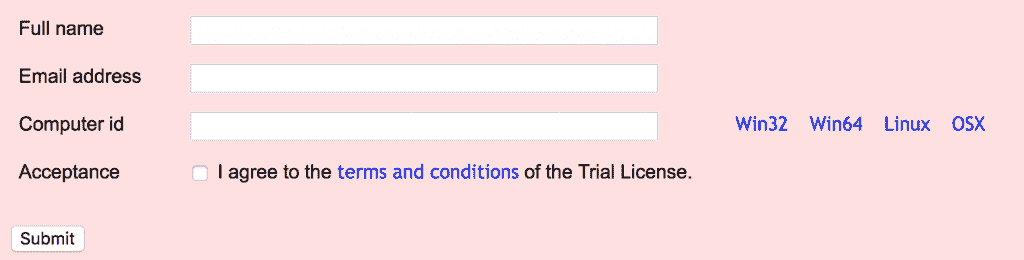 Full name
Email address
Computer id Win32 Win64 Linux OSX
Acceptance I agree to the terms and conditions of the Trial License.
Submit